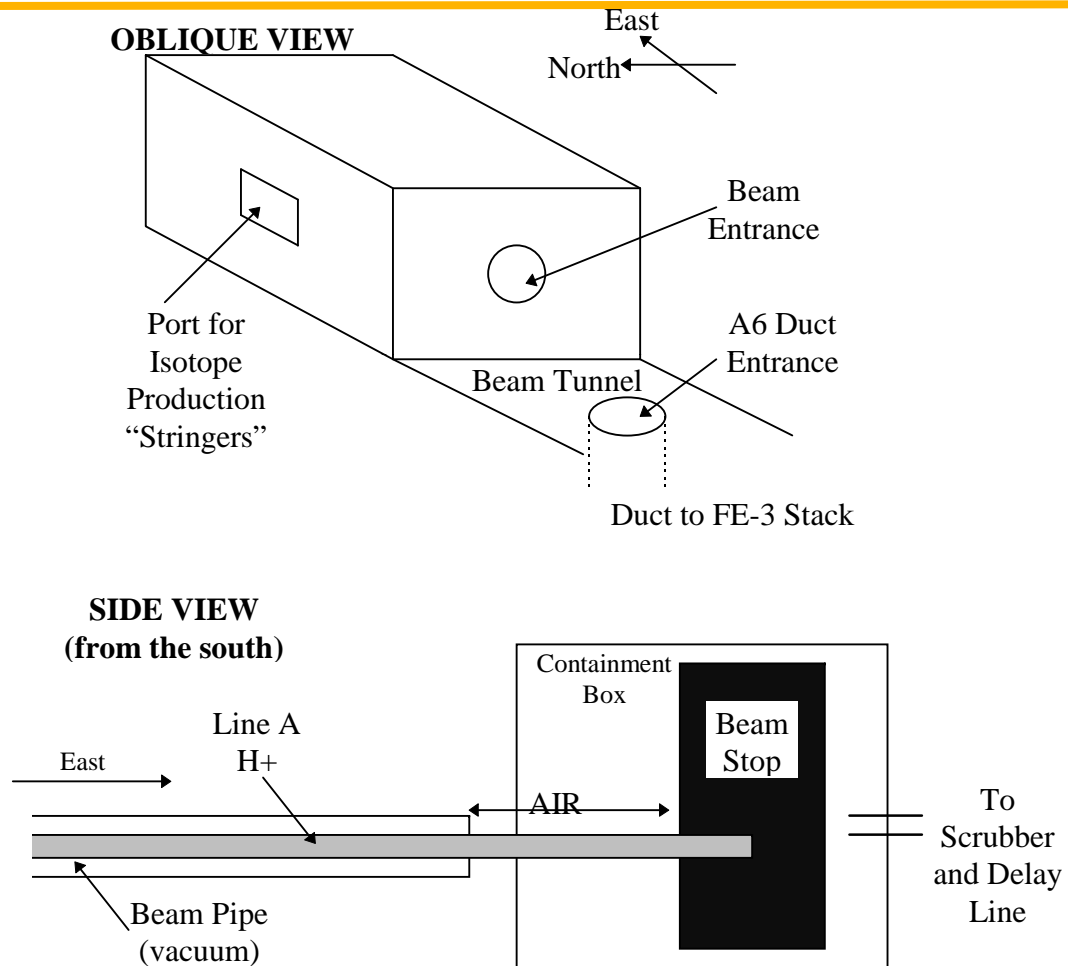 OBLIQUE VIEW
East
North
Beam
Entrance
Port for
Isotope
Production
“Stringers”
A6 Duct
Entrance
Beam Tunnel
Duct to FE-3 Stack
SIDE VIEW
(from the south)
Containment
Box
Line A
H+
East
AIR
Beam
Stop
To
Scrubber
and Delay
Line
Beam Pipe
(vacuum)